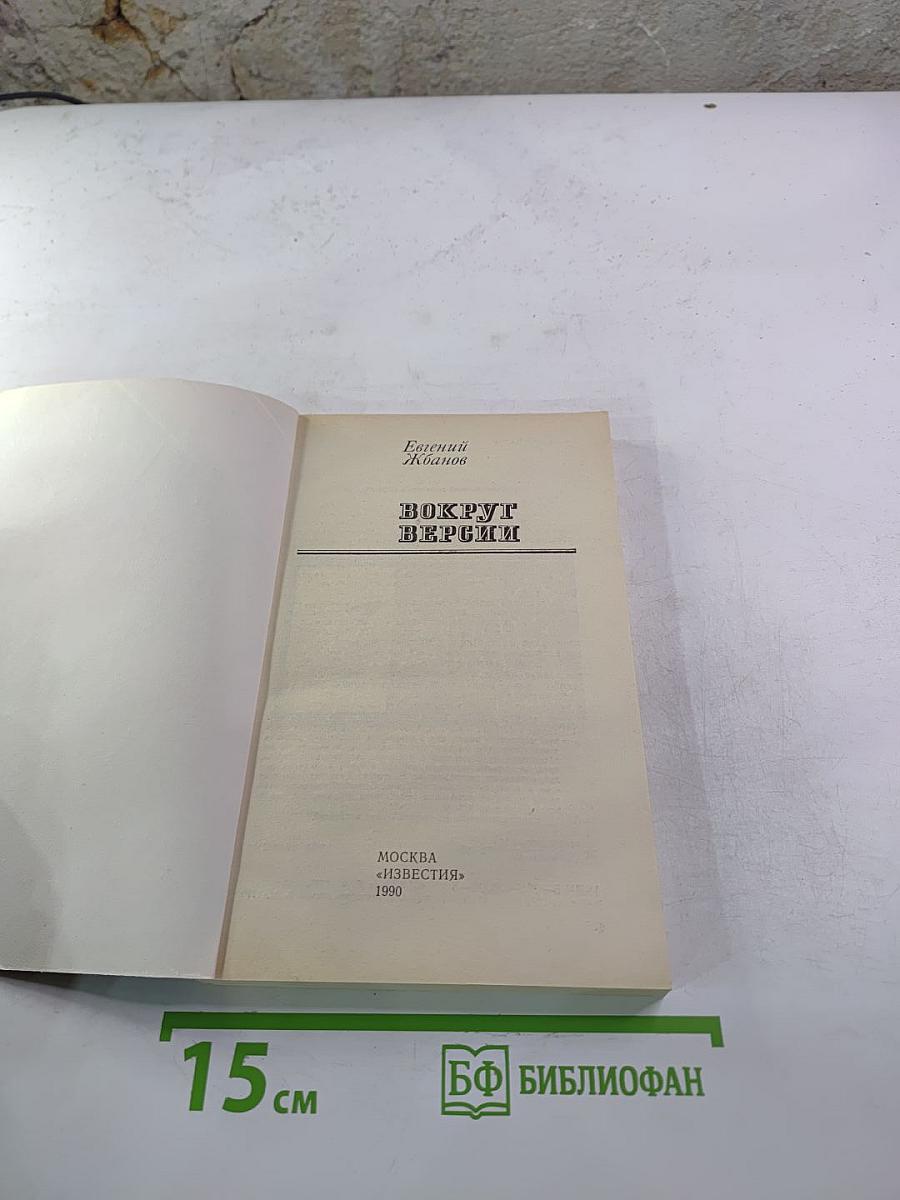 Евгений
Жбанов
ВОКРУГ
ВЕРСИИ
МОСКВА
«ИЗВЕСТИЯ»
1990
15 см
БФ БИБЛИОФАН